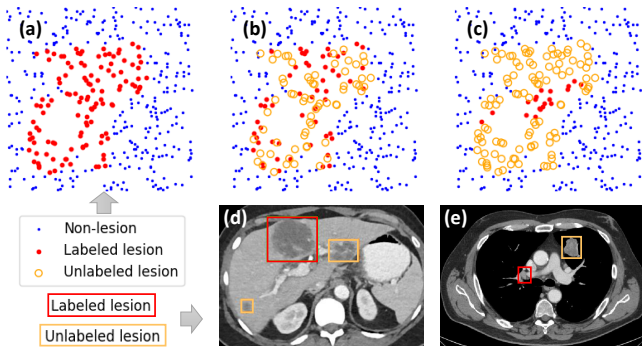 (a)
(b)
(c)
Non-lesion
Labeled lesion
Unlabeled lesion
Labeled lesion
Unlabeled lesion
(d)
(e)